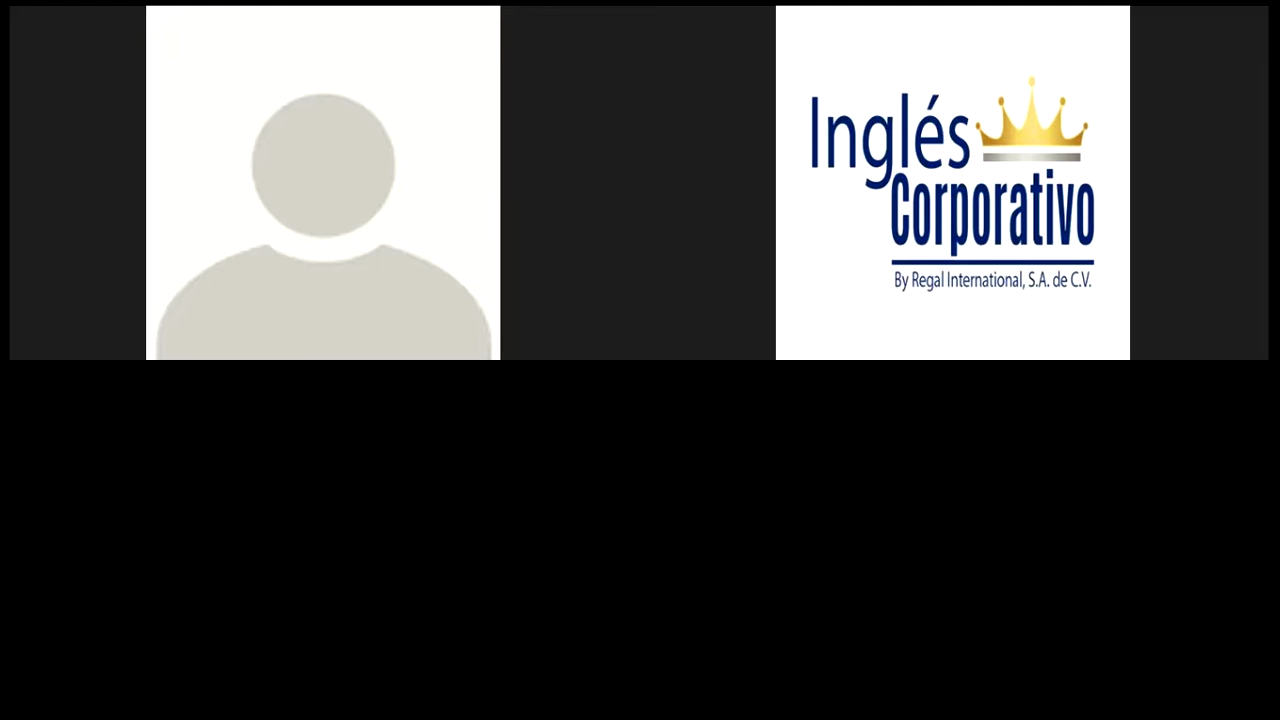 Inglés
Corporativo
By Regal International, S.A. de C.V.